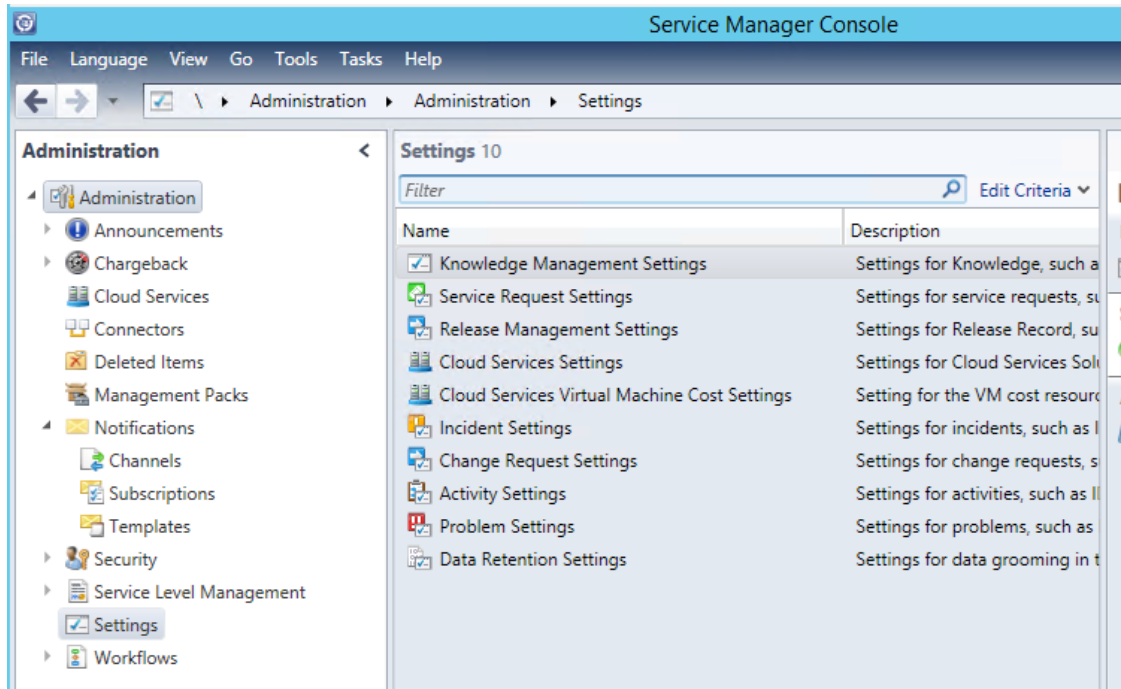 Service Manager Console
File Language View Go Tools Tasks Help
\ Administration Administration Settings
Administration
Administration
Announcements
Chargeback
Cloud Services
Connectors
Deleted Items
Management Packs
Notifications
Channels
Subscriptions
Templates
Security
Service Level Management
Settings
Workflows
Settings 10
Filter Edit Criteria
Name Description
Knowledge Management Settings Settings for Knowledge, such a
Service Request Settings Settings for service requests, su
Release Management Settings Settings for Release Record, su
Cloud Services Settings Settings for Cloud Services Solu
Cloud Services Virtual Machine Cost Settings Setting for the VM cost resourc
Incident Settings Settings for incidents, such as I
Change Request Settings Settings for change requests, s
Activity Settings Settings for activities, such as II
Problem Settings Settings for problems, such as
Data Retention Settings Settings for data grooming in t